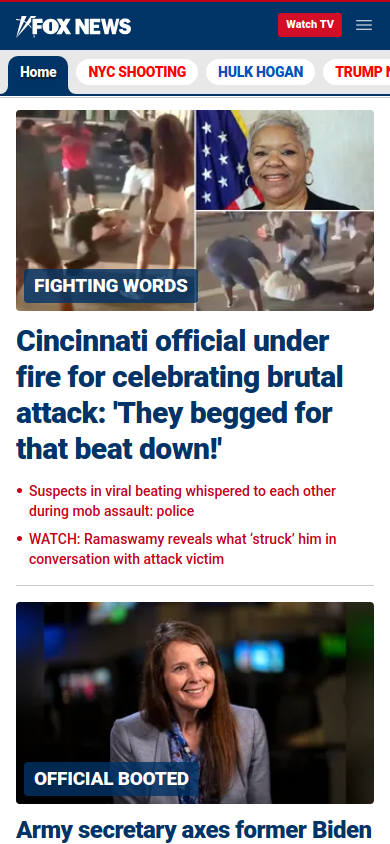 FOX NEWS
Watch TV
Home
NYC SHOOTING
HULK HOGAN
TRUMP
FIGHTING WORDS
Cincinnati official under
fire for celebrating brutal
attack: 'They begged for
that beat down!'
• Suspects in viral beating whispered to each other
during mob assault: police
• WATCH: Ramaswamy reveals what ‘struck’ him in
conversation with attack victim
OFFICIAL BOOTED
Army secretary axes former Biden